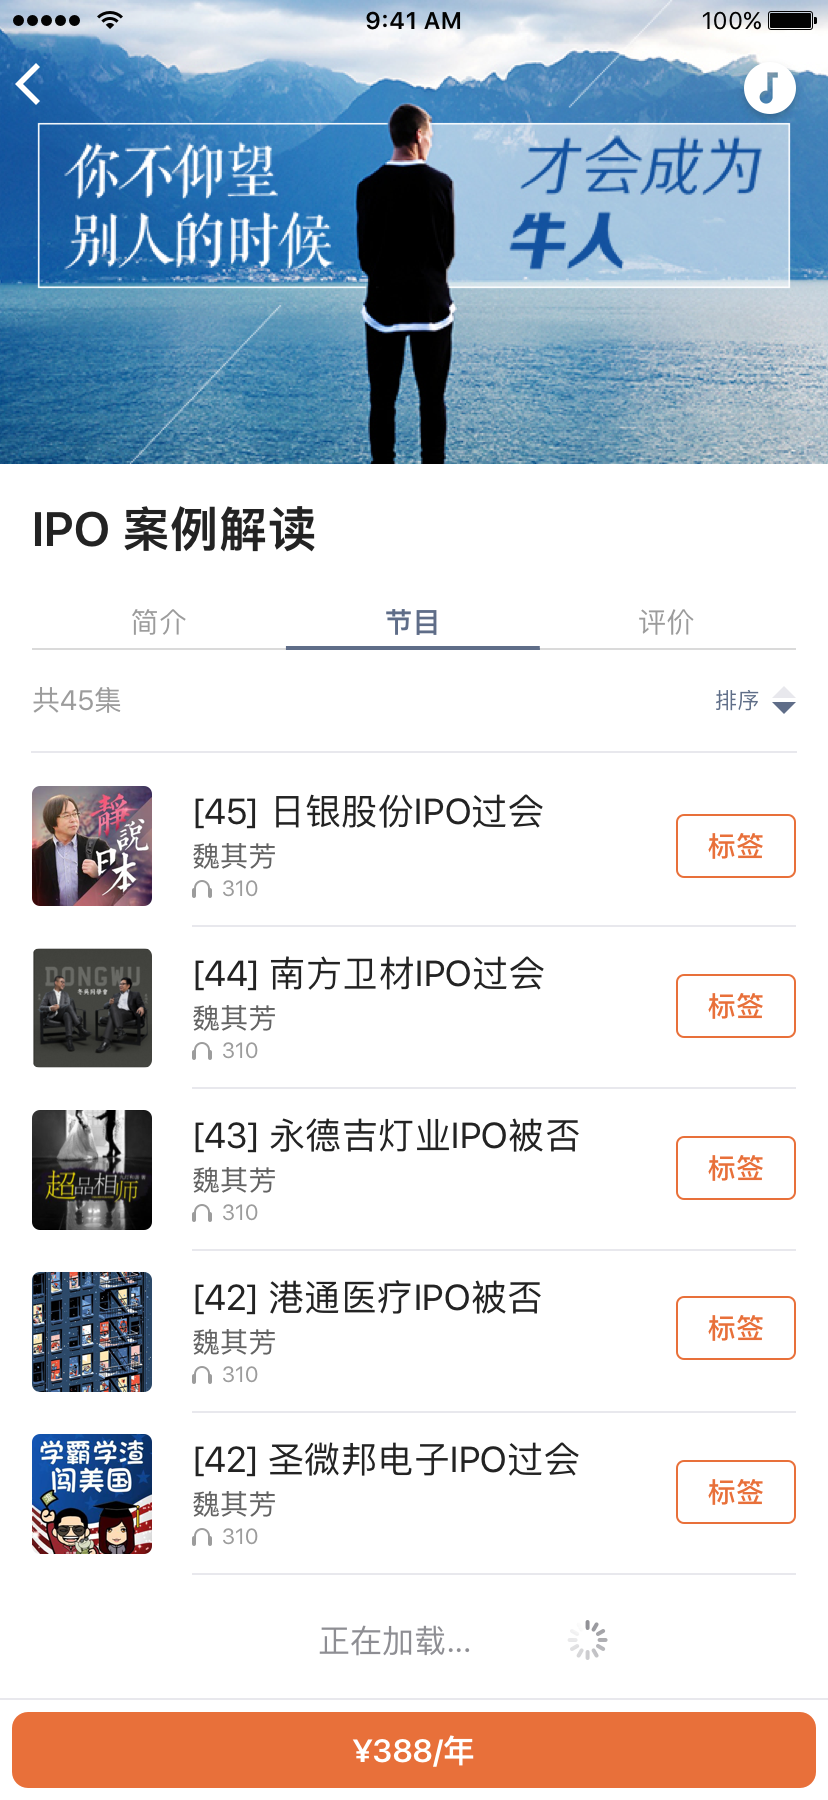 9:41 AM
100%
你不仰望
别人的时候
才会成为
牛人
IPO 案例解读
简介
节目
评价
共45集
排序
靜
說
日本
[45] 日银股份IPO过会
魏其芳
310
标签
DONGWU
[44] 南方卫材IPO过会
魏其芳
310
标签
超品相师
[43] 永德吉灯业IPO被否
魏其芳
310
标签
[42] 港通医疗IPO被否
魏其芳
310
标签
学霸学渣
闯美国
[42] 圣微邦电子IPO过会
魏其芳
310
标签
正在加载...
¥388/年